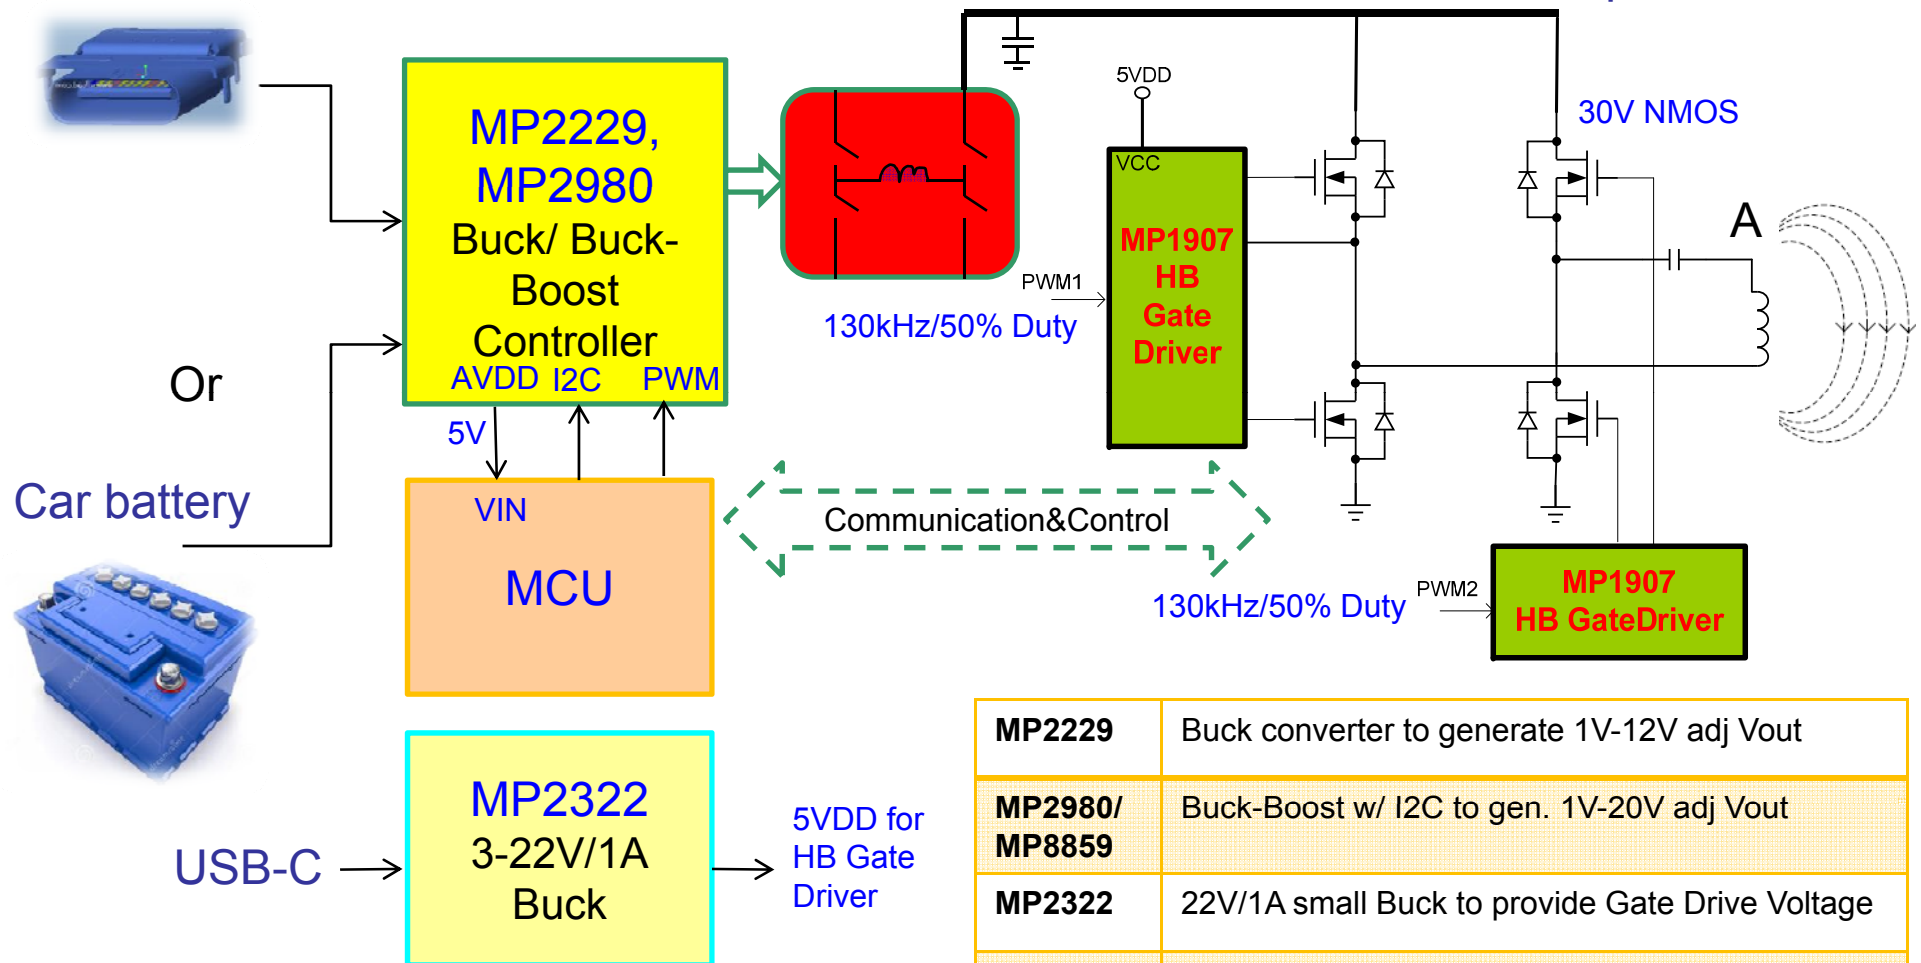 5VDD
30V NMOS
MP2229,
MP2980
Buck/ Buck-
Boost
Controller
AVDD I2C PWM
VCC
MP1907
HB
Gate
Driver
A
PWM1
130kHz/50% Duty
Or
5V
Car battery
VIN
MCU
Communication&Control
130kHz/50% Duty
PWM2
MP1907
HB GateDriver
MP2322
3-22V/1A
Buck
USB-C
5VDD for
HB Gate
Driver
MP2229 Buck converter to generate 1V-12V adj Vout
MP2980/ Buck-Boost w/ I2C to gen. 1V-20V adj Vout
MP8859
MP2322 22V/1A small Buck to provide Gate Drive Voltage